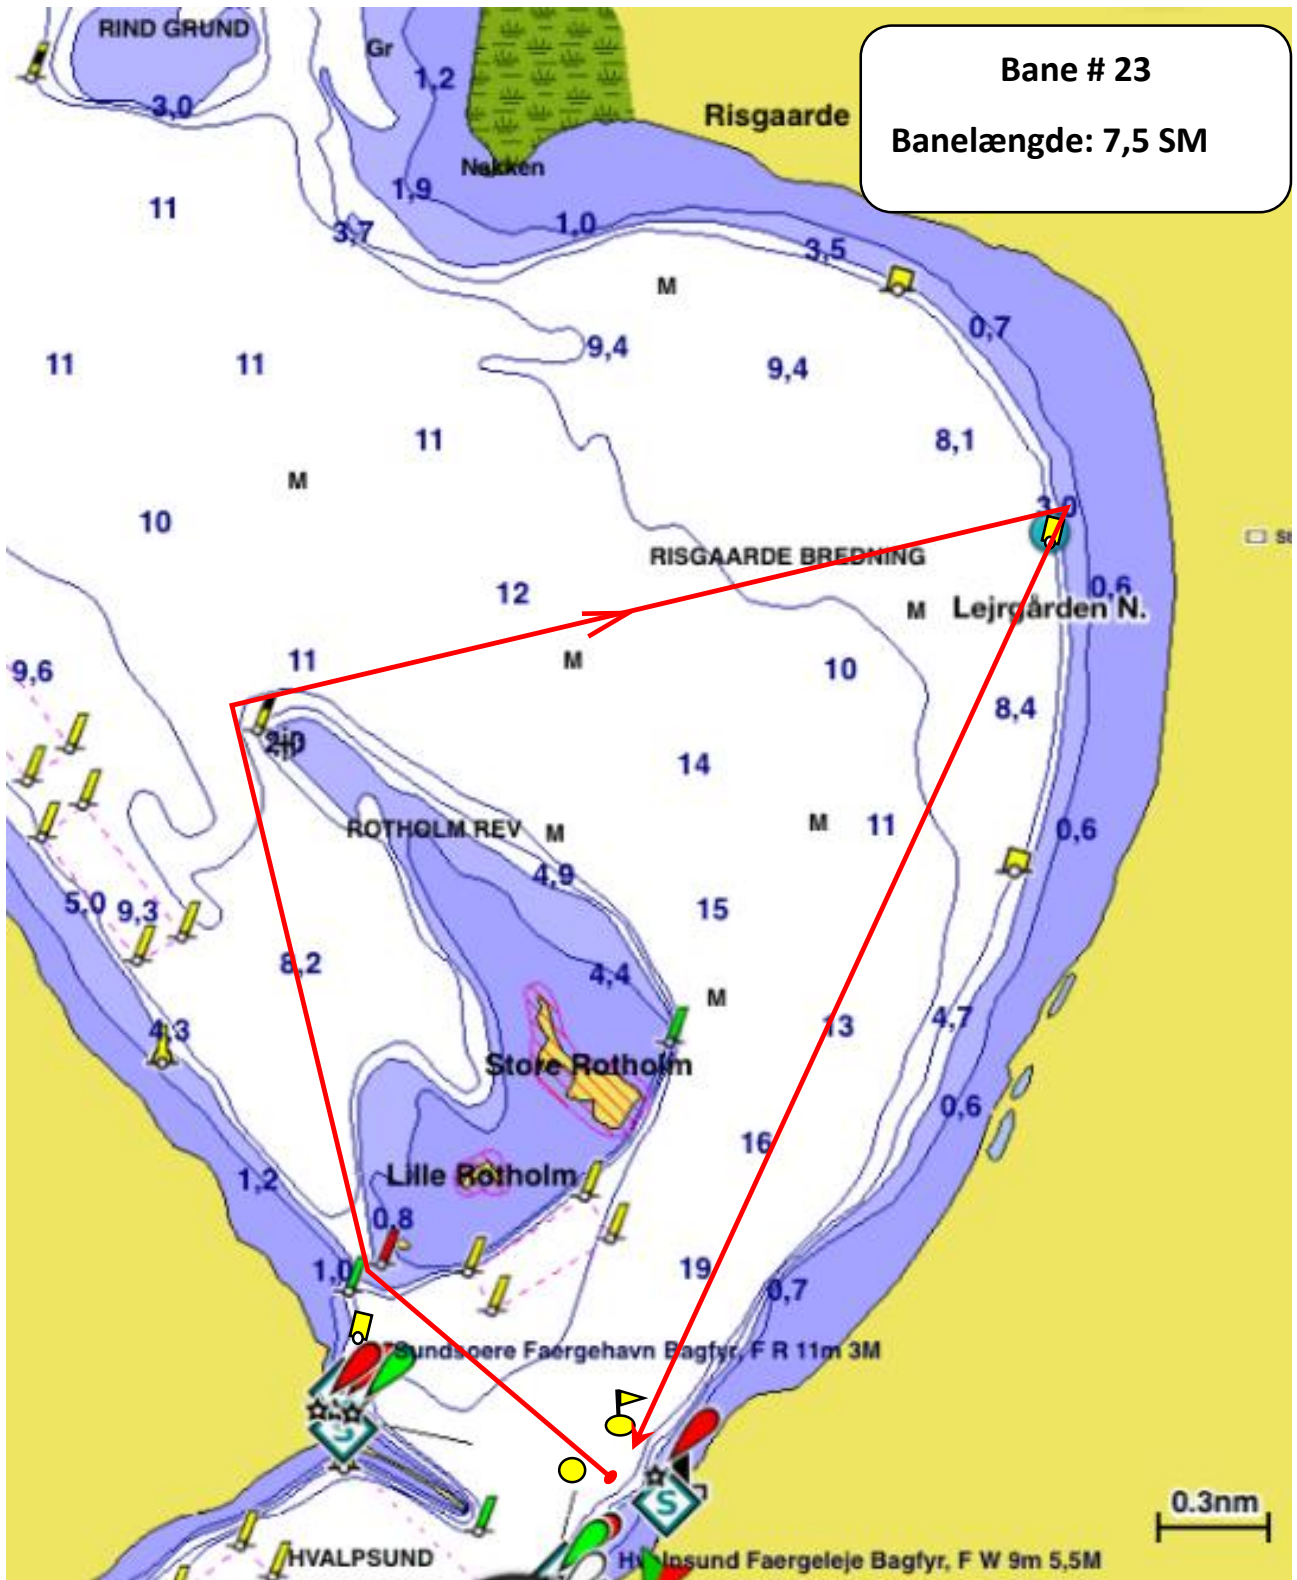 RIND GRUND
Gr
1,2
3,0
Risgaarde
Bane # 23
Banelængde: 7,5 SM
Nakken
1,9
11
3,7
1,0
3,5
M
0,7
9,4
11
11
9,4
11
8,1
M
3,0
10
RISGAARDE BREDNING
12
0,6
M
Lejrgården N.
11
M
9,6
10
8,4
2,0
14
ROTHOLM REV
M
M
11
0,6
4,9
5,0
9,3
15
8,2
4,4
M
4,3
13
4,7
Store Rotholm
0,6
16
1,2
Lille Rotholm
0,8
1,0
19
0,7
Sundsoere Faergehavn Bagfyr, F R 11m 3M
S
S
0.3nm
HVALPSUND
Hvalpsund Faergeleje Bagfyr, F W 9m 5,5M